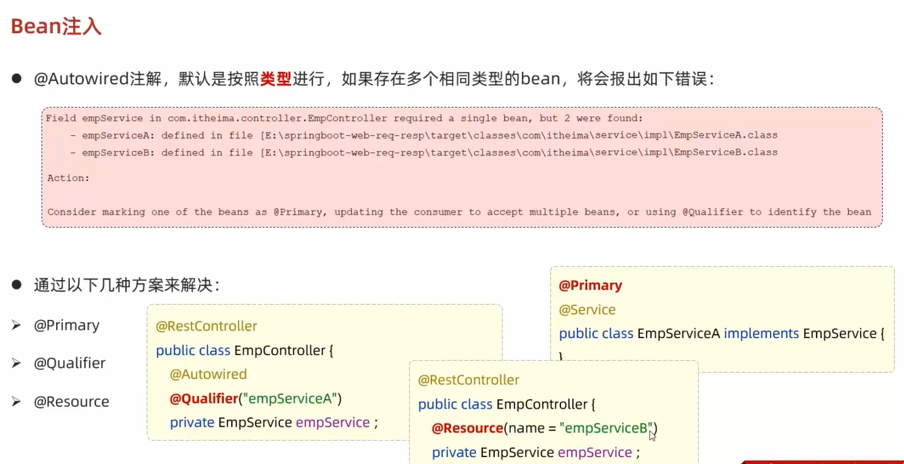 Bean注入
● @Autowired注解，默认是按照类型进行，如果存在多个相同类型的bean，将会报出如下错误：
Field empService in com.itheima.controller.EmpController required a single bean, but 2 were found:
- empServiceA: defined in file [E:\springboot-web-req-resp\target\classes\com\itheima\service\impl\EmpServiceA.class
- empServiceB: defined in file [E:\springboot-web-req-resp\target\classes\com\itheima\service\impl\EmpServiceB.class
Action:
Consider marking one of the beans as @Primary, updating the consumer to accept multiple beans, or using @Qualifier to identify the bean
● 通过以下几种方案来解决：
➢ @Primary
➢ @Qualifier
➢ @Resource
@RestController
public class EmpController {
@Autowired
@Qualifier("empServiceA")
private EmpService empService ;
@RestController
public class EmpController {
@Resource(name = "empServiceB")
private EmpService empService ;
@Primary
@Service
public class EmpServiceA implements EmpService {
}